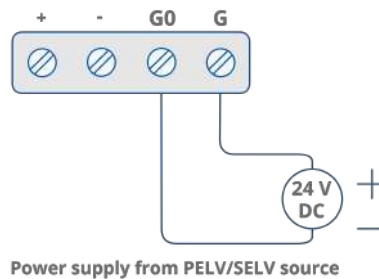 + - G0 G
24 V
DC
+
-
Power supply from PELV/SELV source